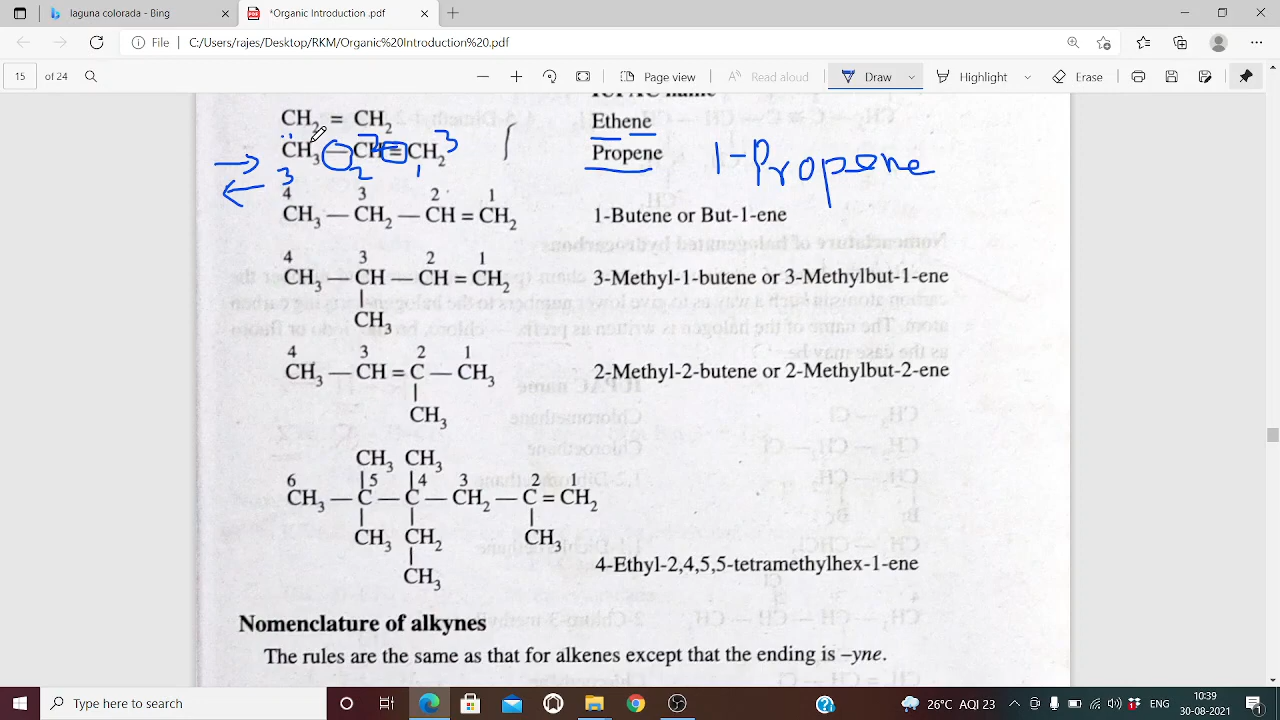 laguna colorada - Bing
*Organic Introduction .pdf
File | C:/Users/rajes/Desktop/RKM/Organic%20Introduction%20.pdf
15 of 24 Page view Read aloud Draw Highlight Erase
IUPAC name
CH2 = CH2 Ethene
CH3 — CH = CH2 Propene 1-Propene
3 2 1
2 3
4 3 2 1
CH3 — CH2 — CH = CH2 1-Butene or But-1-ene
4 3 2 1
CH3 — CH — CH = CH2 3-Methyl-1-butene or 3-Methylbut-1-ene
CH3
4 3 2 1
CH3 — CH = C — CH3 2-Methyl-2-butene or 2-Methylbut-2-ene
CH3
CH3 CH3
6 5 4 3 2 1
CH3 — C — C — CH2 — C = CH2
CH3 CH2 CH3
CH3
4-Ethyl-2,4,5,5-tetramethylhex-1-ene
Nomenclature of alkynes
The rules are the same as that for alkenes except that the ending is –yne.
Type here to search
26°C AQI 23
ENG
10:39
30-08-2021